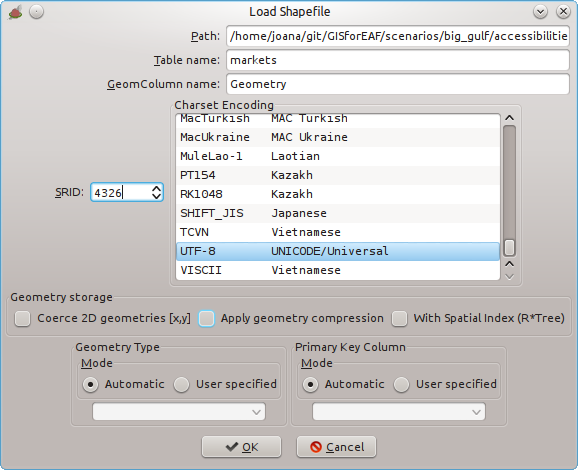 Load Shapefile
Path: /home/joana/git/GISforEAF/scenarios/big_gulf/accessibilitie
Table name: markets
GeomColumn name: Geometry
Charset Encoding
MacTurkish MAC Turkish
MacUkraine MAC Ukraine
MuleLao-1 Laotian
PT154 Kazakh
RK1048 Kazakh
SHIFT_JIS Japanese
TCVN Vietnamese
UTF-8 UNICODE/Universal
VISCII Vietnamese
SRID: 4326
Geometry storage
Coerce 2D geometries [x,y] Apply geometry compression With Spatial Index (R*Tree)
Geometry Type
Mode
Automatic User specified
Primary Key Column
Mode
Automatic User specified
OK Cancel